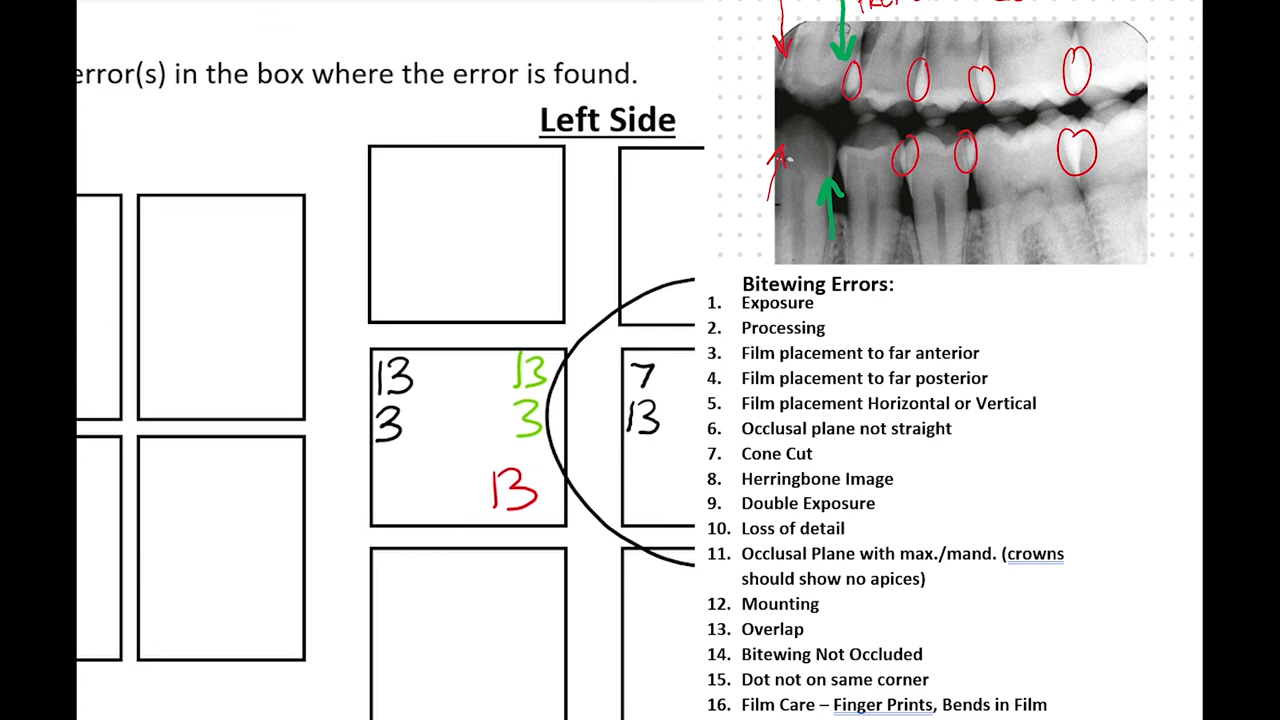 error(s) in the box where the error is found.
Left Side
13
3
13
3
13
7
13
Bitewing Errors:
1. Exposure
2. Processing
3. Film placement to far anterior
4. Film placement to far posterior
5. Film placement Horizontal or Vertical
6. Occlusal plane not straight
7. Cone Cut
8. Herringbone Image
9. Double Exposure
10. Loss of detail
11. Occlusal Plane with max./mand. (crowns
should show no apices)
12. Mounting
13. Overlap
14. Bitewing Not Occluded
15. Dot not on same corner
16. Film Care – Finger Prints, Bends in Film